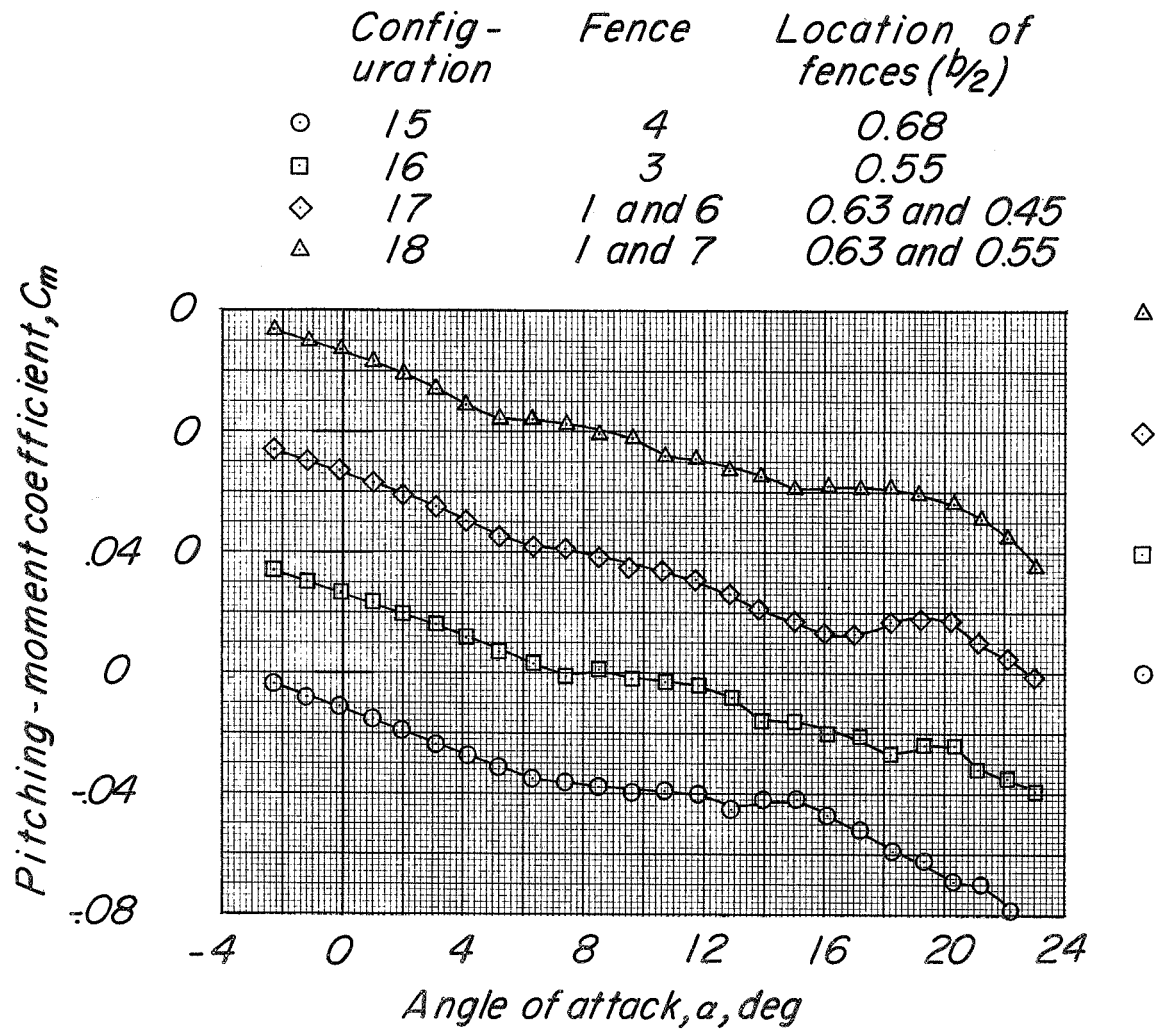 Config- Fence Location of
uration fences (b/2)
15 4 0.68
16 3 0.55
17 1 and 6 0.63 and 0.45
18 1 and 7 0.63 and 0.55
Pitching-moment coefficient, Cm
0
0
.04 0
0
-.04
-.08
-4 0 4 8 12 16 20 24
Angle of attack, α, deg